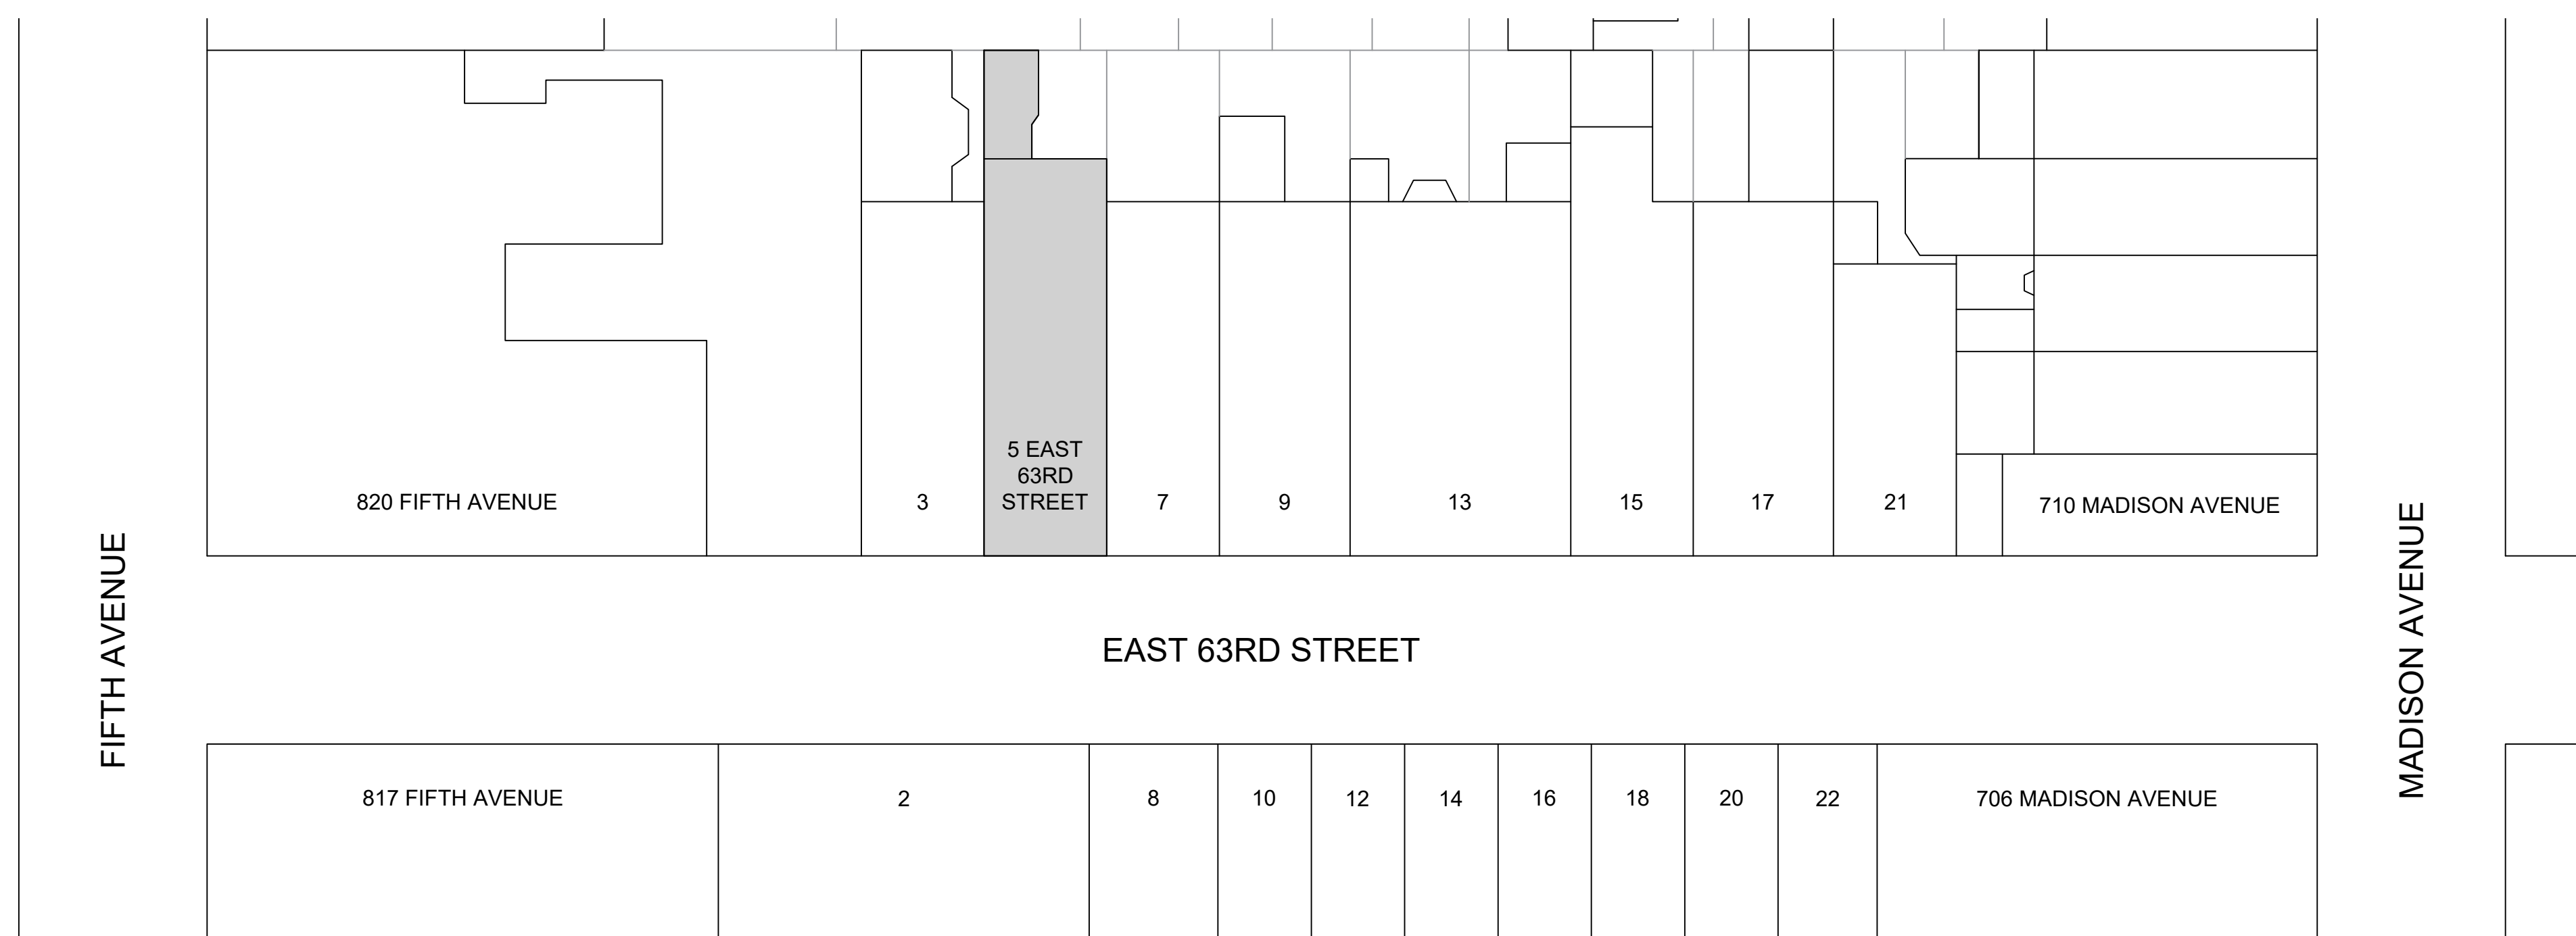 5 EAST
63RD
STREET
820 FIFTH AVENUE
3
7
9
13
15
17
21
710 MADISON AVENUE
FIFTH AVENUE
EAST 63RD STREET
MADISON AVENUE
817 FIFTH AVENUE
2
8
10
12
14
16
18
20
22
706 MADISON AVENUE